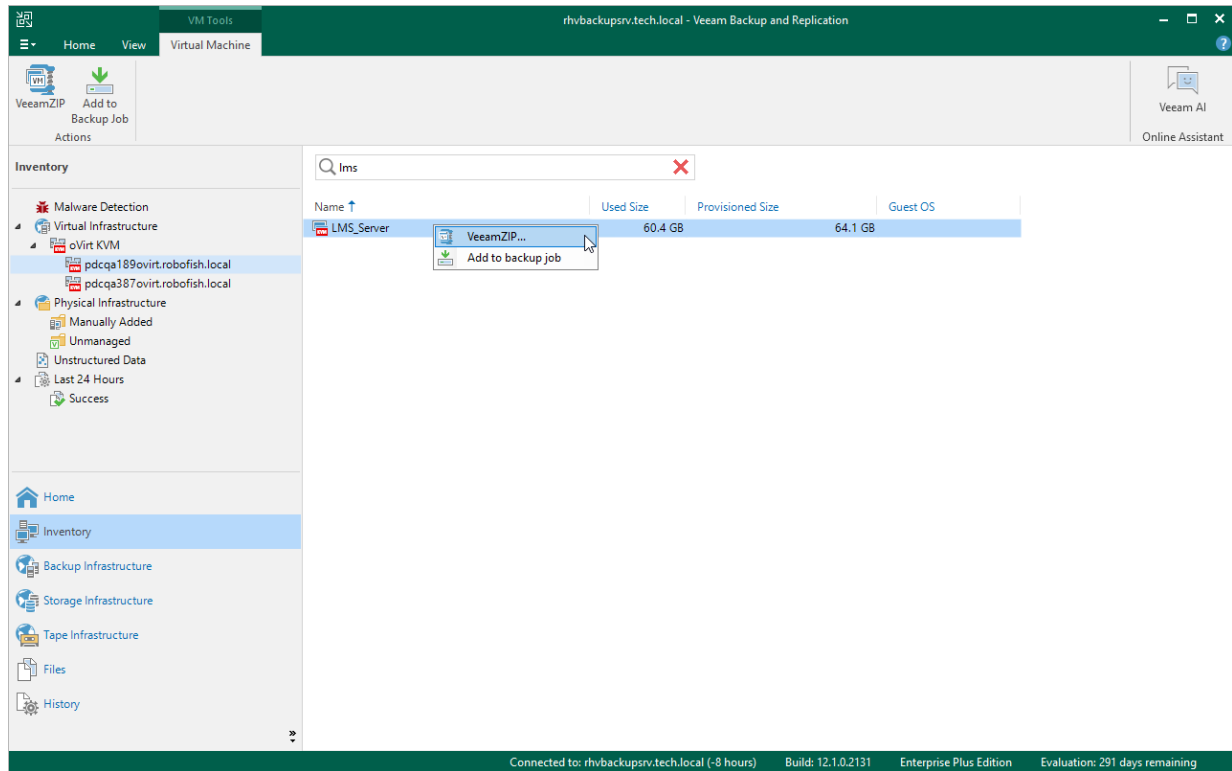 VM Tools
rhvbackupsrv.tech.local - Veeam Backup and Replication
Home View Virtual Machine
?
VeeamZIP
Add to
Backup Job
Actions
Veeam AI
Online Assistant
Inventory
Malware Detection
Virtual Infrastructure
oVirt KVM
pdcqa189ovirt.robofish.local
pdcqa387ovirt.robofish.local
Physical Infrastructure
Manually Added
Unmanaged
Unstructured Data
Last 24 Hours
Success
lms
Name Used Size Provisioned Size Guest OS
LMS_Server 60.4 GB 64.1 GB
VeeamZIP...
Add to backup job
Home
Inventory
Backup Infrastructure
Storage Infrastructure
Tape Infrastructure
Files
History
Connected to: rhvbackupsrv.tech.local (-8 hours) Build: 12.1.0.2131 Enterprise Plus Edition Evaluation: 291 days remaining